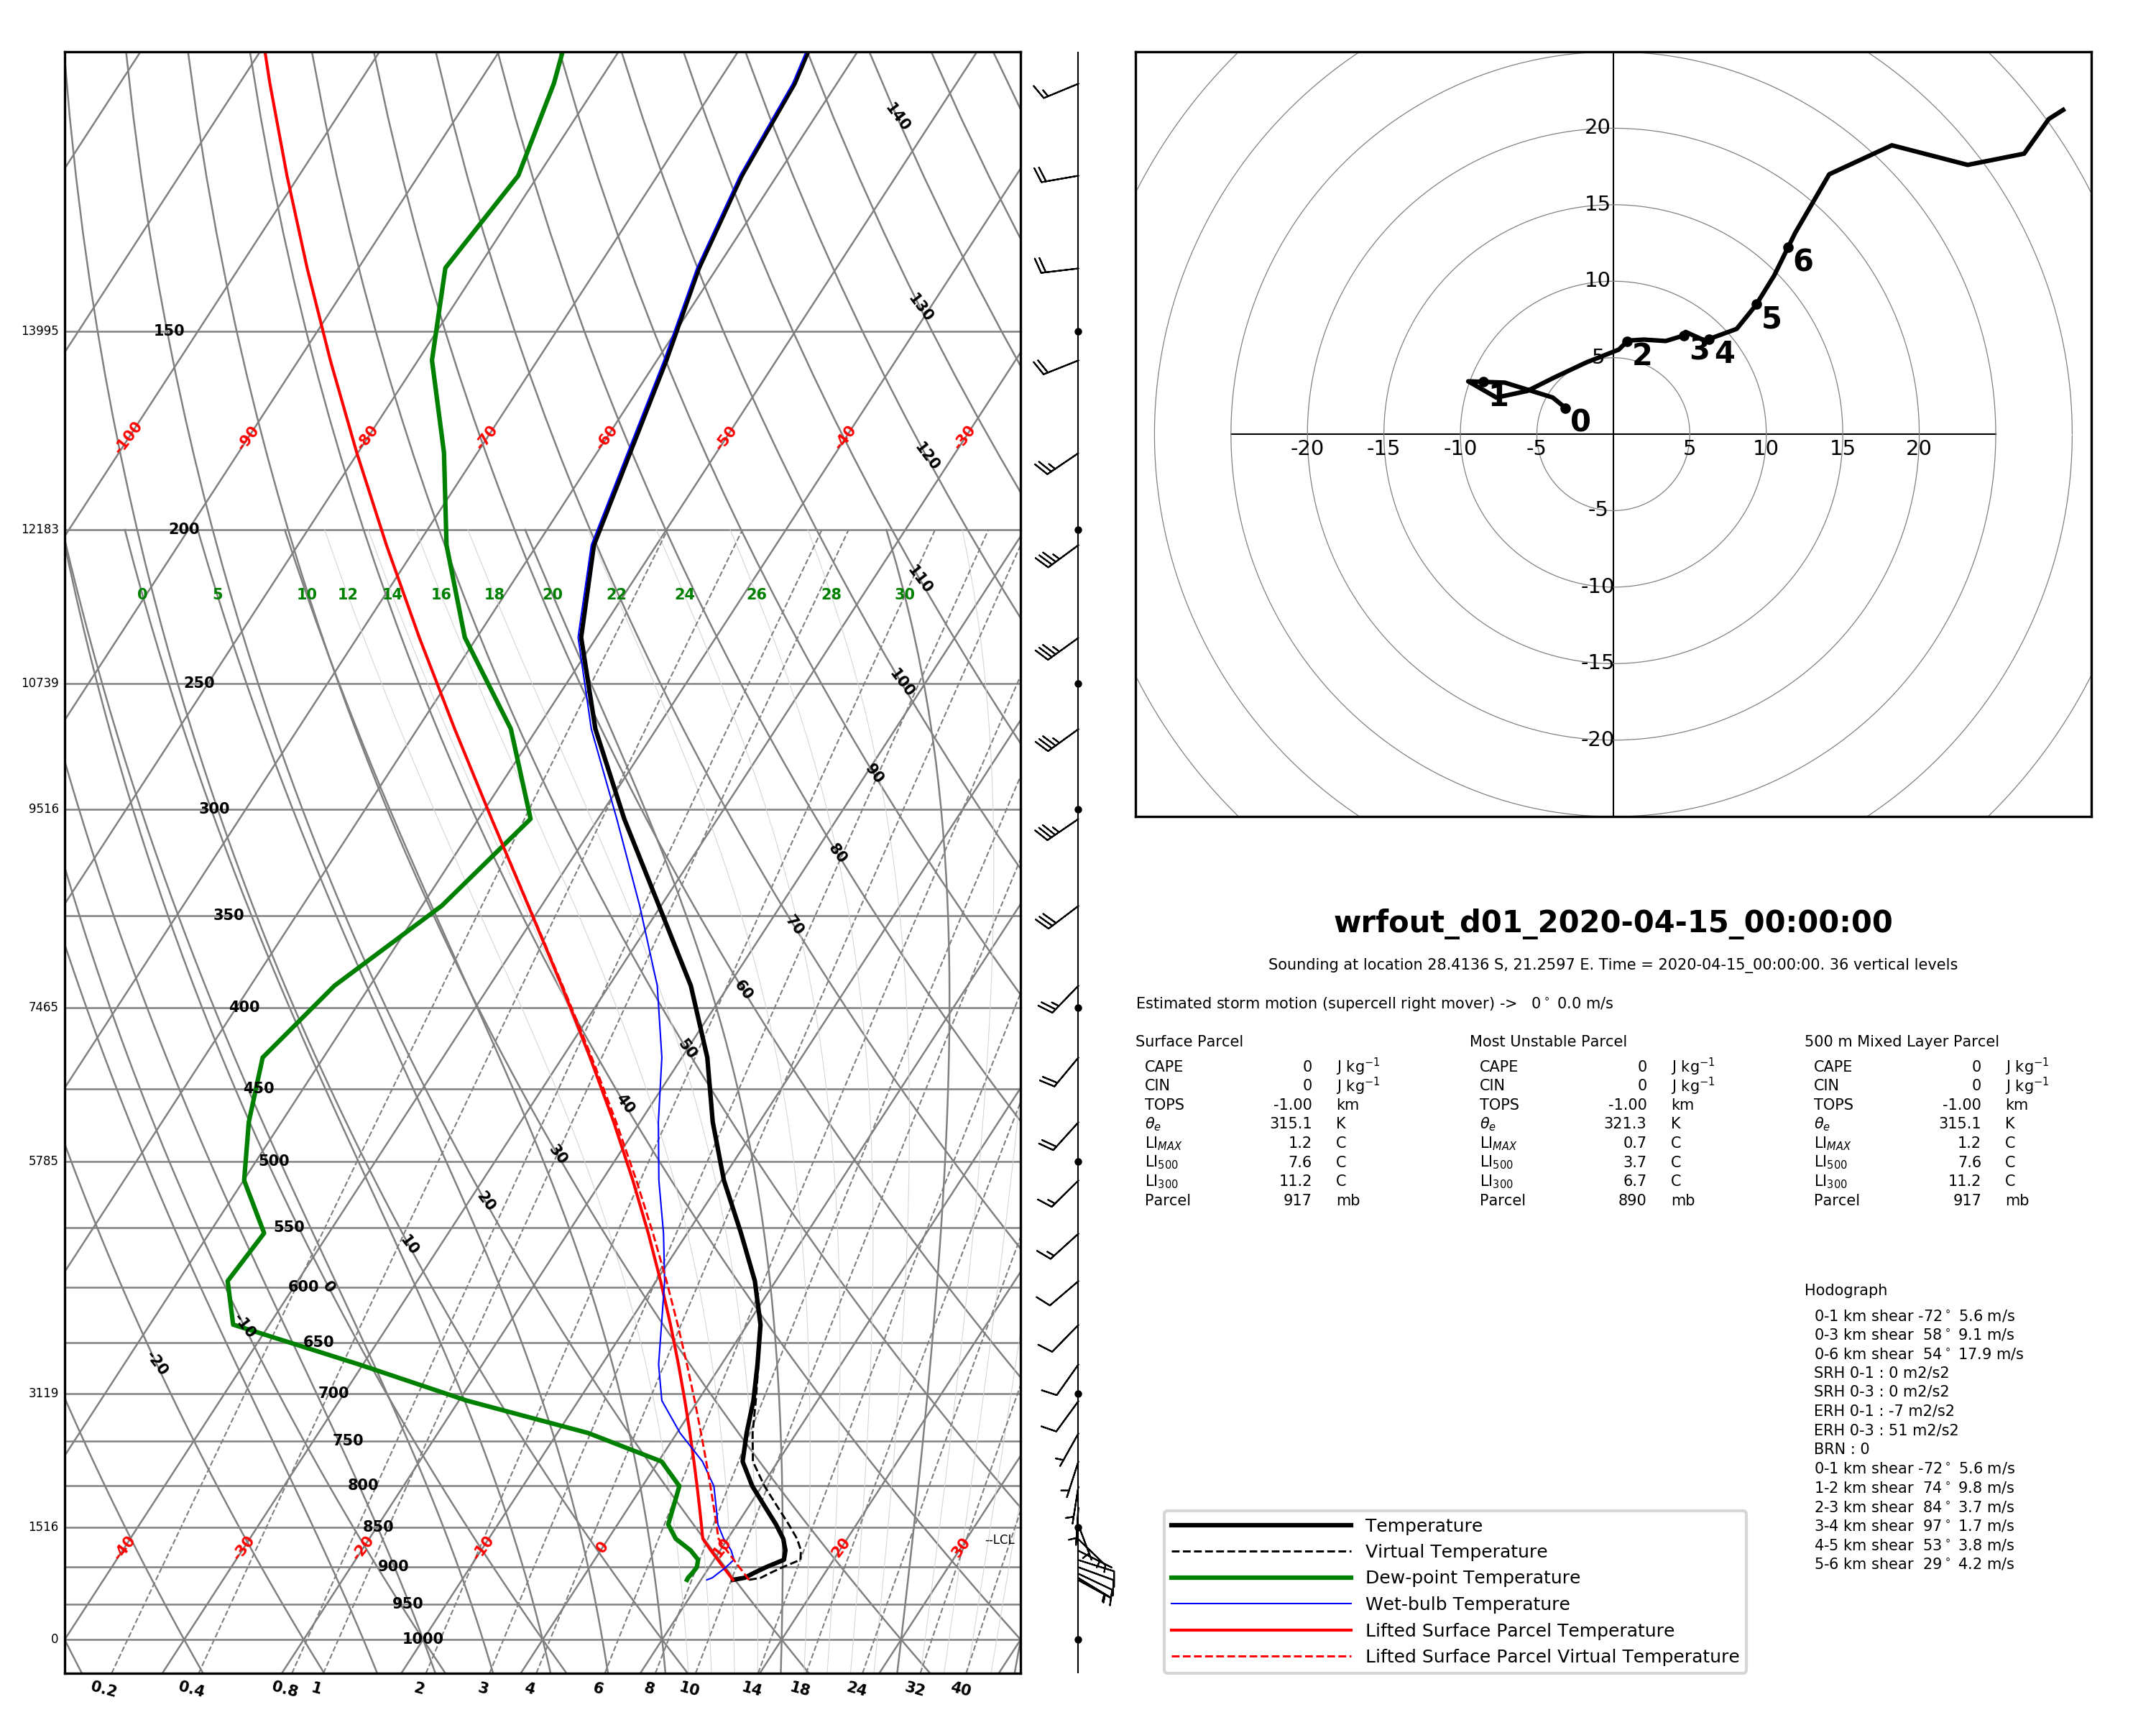 140
130
120
110
100
90
80
70
60
50
40
30
20
10
0
-10
-20
13995 150
-100 -90 -80 -70 -60 -50 -40 -30
12183 200
0 5 10 12 14 16 18 20 22 24 26 28 30
10739 250
9516 300
350
7465 400
450
5785 500
550
600
650
3119 700
750
800
1516 850
--LCL
-40 -30 -20 -10 0 10 20 30
900
950
0 1000
0.2 0.4 0.8 1 2 3 4 6 8 10 14 18 24 32 40
20
15
10
5
-20 -15 -10 -5 5 10 15 20
-5
-10
-15
-20
0 1 2 3 4 5 6
wrfout_d01_2020-04-15_00:00:00
Sounding at location 28.4136 S, 21.2597 E. Time = 2020-04-15_00:00:00. 36 vertical levels
Estimated storm motion (supercell right mover) -> 0° 0.0 m/s
Surface Parcel
CAPE 0 J kg⁻¹
CIN 0 J kg⁻¹
TOPS -1.00 km
θe 315.1 K
LI_MAX 1.2 C
LI_500 7.6 C
LI_300 11.2 C
Parcel 917 mb
Most Unstable Parcel
CAPE 0 J kg⁻¹
CIN 0 J kg⁻¹
TOPS -1.00 km
θe 321.3 K
LI_MAX 0.7 C
LI_500 3.7 C
LI_300 6.7 C
Parcel 890 mb
500 m Mixed Layer Parcel
CAPE 0 J kg⁻¹
CIN 0 J kg⁻¹
TOPS -1.00 km
θe 315.1 K
LI_MAX 1.2 C
LI_500 7.6 C
LI_300 11.2 C
Parcel 917 mb
Hodograph
0-1 km shear -72° 5.6 m/s
0-3 km shear 58° 9.1 m/s
0-6 km shear 54° 17.9 m/s
SRH 0-1 : 0 m2/s2
SRH 0-3 : 0 m2/s2
ERH 0-1 : -7 m2/s2
ERH 0-3 : 51 m2/s2
BRN : 0
0-1 km shear -72° 5.6 m/s
1-2 km shear 74° 9.8 m/s
2-3 km shear 84° 3.7 m/s
3-4 km shear 97° 1.7 m/s
4-5 km shear 53° 3.8 m/s
5-6 km shear 29° 4.2 m/s
Temperature
Virtual Temperature
Dew-point Temperature
Wet-bulb Temperature
Lifted Surface Parcel Temperature
Lifted Surface Parcel Virtual Temperature